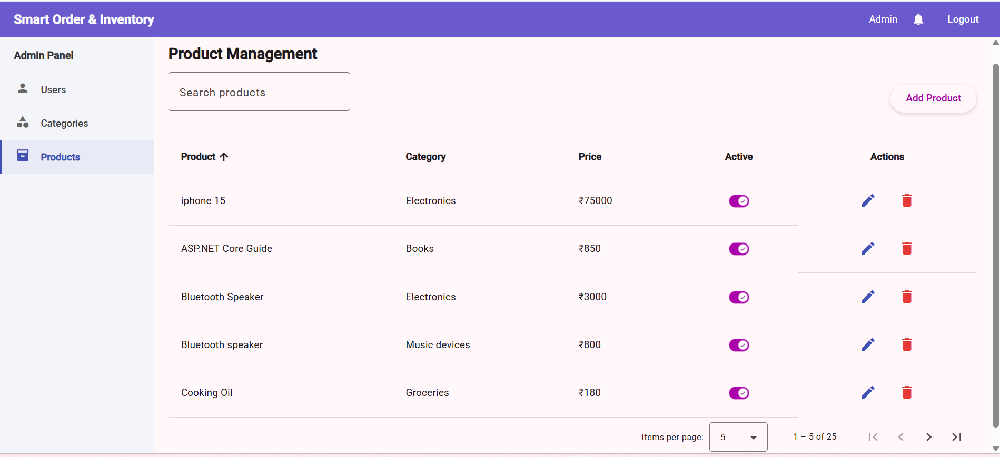 Smart Order & Inventory
Admin
Logout
Admin Panel
Users
Categories
Products
Product Management
Search products
Add Product
Product Category Price Active Actions
iphone 15 Electronics ₹75000
ASP.NET Core Guide Books ₹850
Bluetooth Speaker Electronics ₹3000
Bluetooth speaker Music devices ₹800
Cooking Oil Groceries ₹180
Items per page: 5 1 – 5 of 25